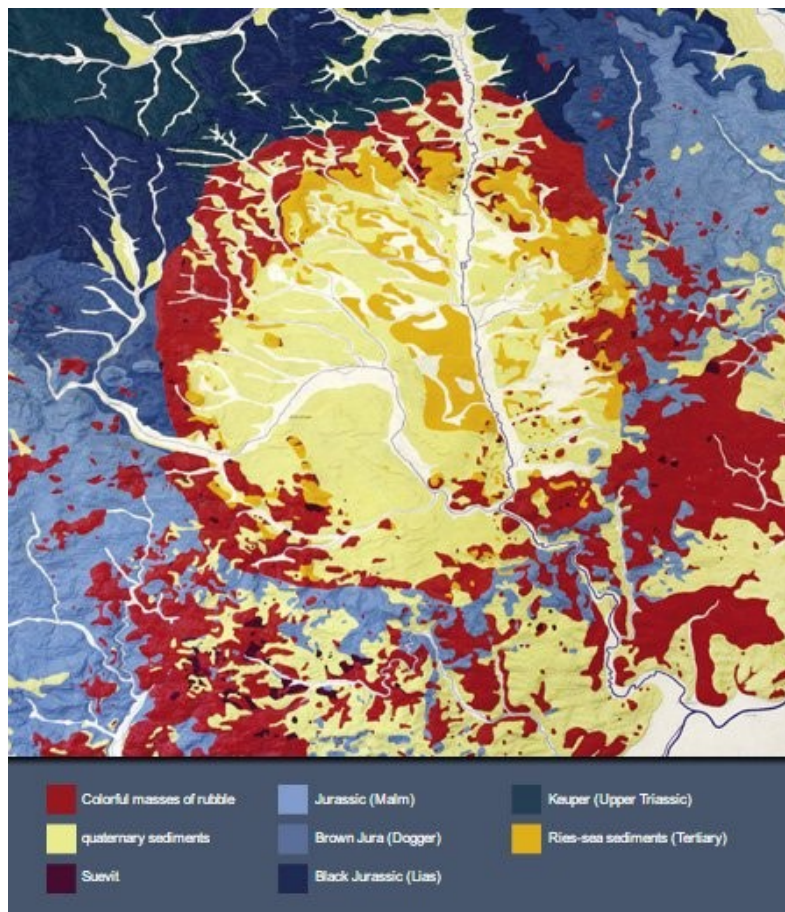 Colorful masses of rubble
quaternary sediments
Suevit
Jurassic (Malm)
Brown Jura (Dogger)
Black Jurassic (Lias)
Keuper (Upper Triassic)
Ries-sea sediments (Tertiary)